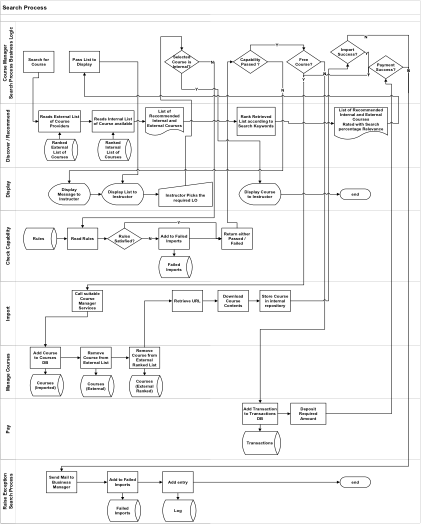 Search Process
Course Manager
Search Process Business Logic
Search for
Course
Pass List to
Display
Selected
Course is
Internal?
Capability
Passed ?
Free
Course?
Import
Success?
Payment
Success?
N
Y
Y
N
N
Y
N
N
Discover / Recommend
Reads External List
of Course
Providers
Reads Internal List
of Course available
Ranked
External
List of
Courses
Ranked
Internal
List of
Courses
List of
Recommended
Internal and
External Courses
Rank Retrieved
List according to
Search Keywords
List of Recommended
Internal and External
Courses
Rated with Search
percentage Relevance
Display
Display
Message to
Instructor
Display List to
Instructor
Instructor Picks the
required LO
Display Course
to Instructor
end
Check Capability
Rules
Read Rules
Rules
Satisfied?
Y
N
Add to Failed
Imports
Return either
Passed /
Failed
Failed
Imports
Import
Call suitable
Course
Manager
Services
Retrieve URL
Download
Course
Contents
Store Course in
internal
repository
Manage Courses
Add Course
to Courses
DB
Remove
Course from
External List
Remove
Course from
External
Ranked List
Courses
(Imported)
Courses
(External)
Courses
(External
Ranked)
Pay
Add Transaction
to Transactions
DB
Deposit
Required
Amount
Transactions
Raise Exception
Search Process
Send Mail to
Business
Manager
Add to Failed
Imports
Add entry
end
Failed
Imports
Log